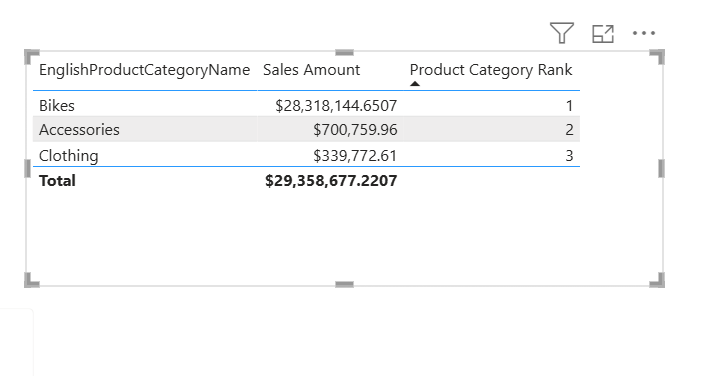 EnglishProductCategoryName Sales Amount Product Category Rank
Bikes $28,318,144.6507 1
Accessories $700,759.96 2
Clothing $339,772.61 3
Total $29,358,677.2207